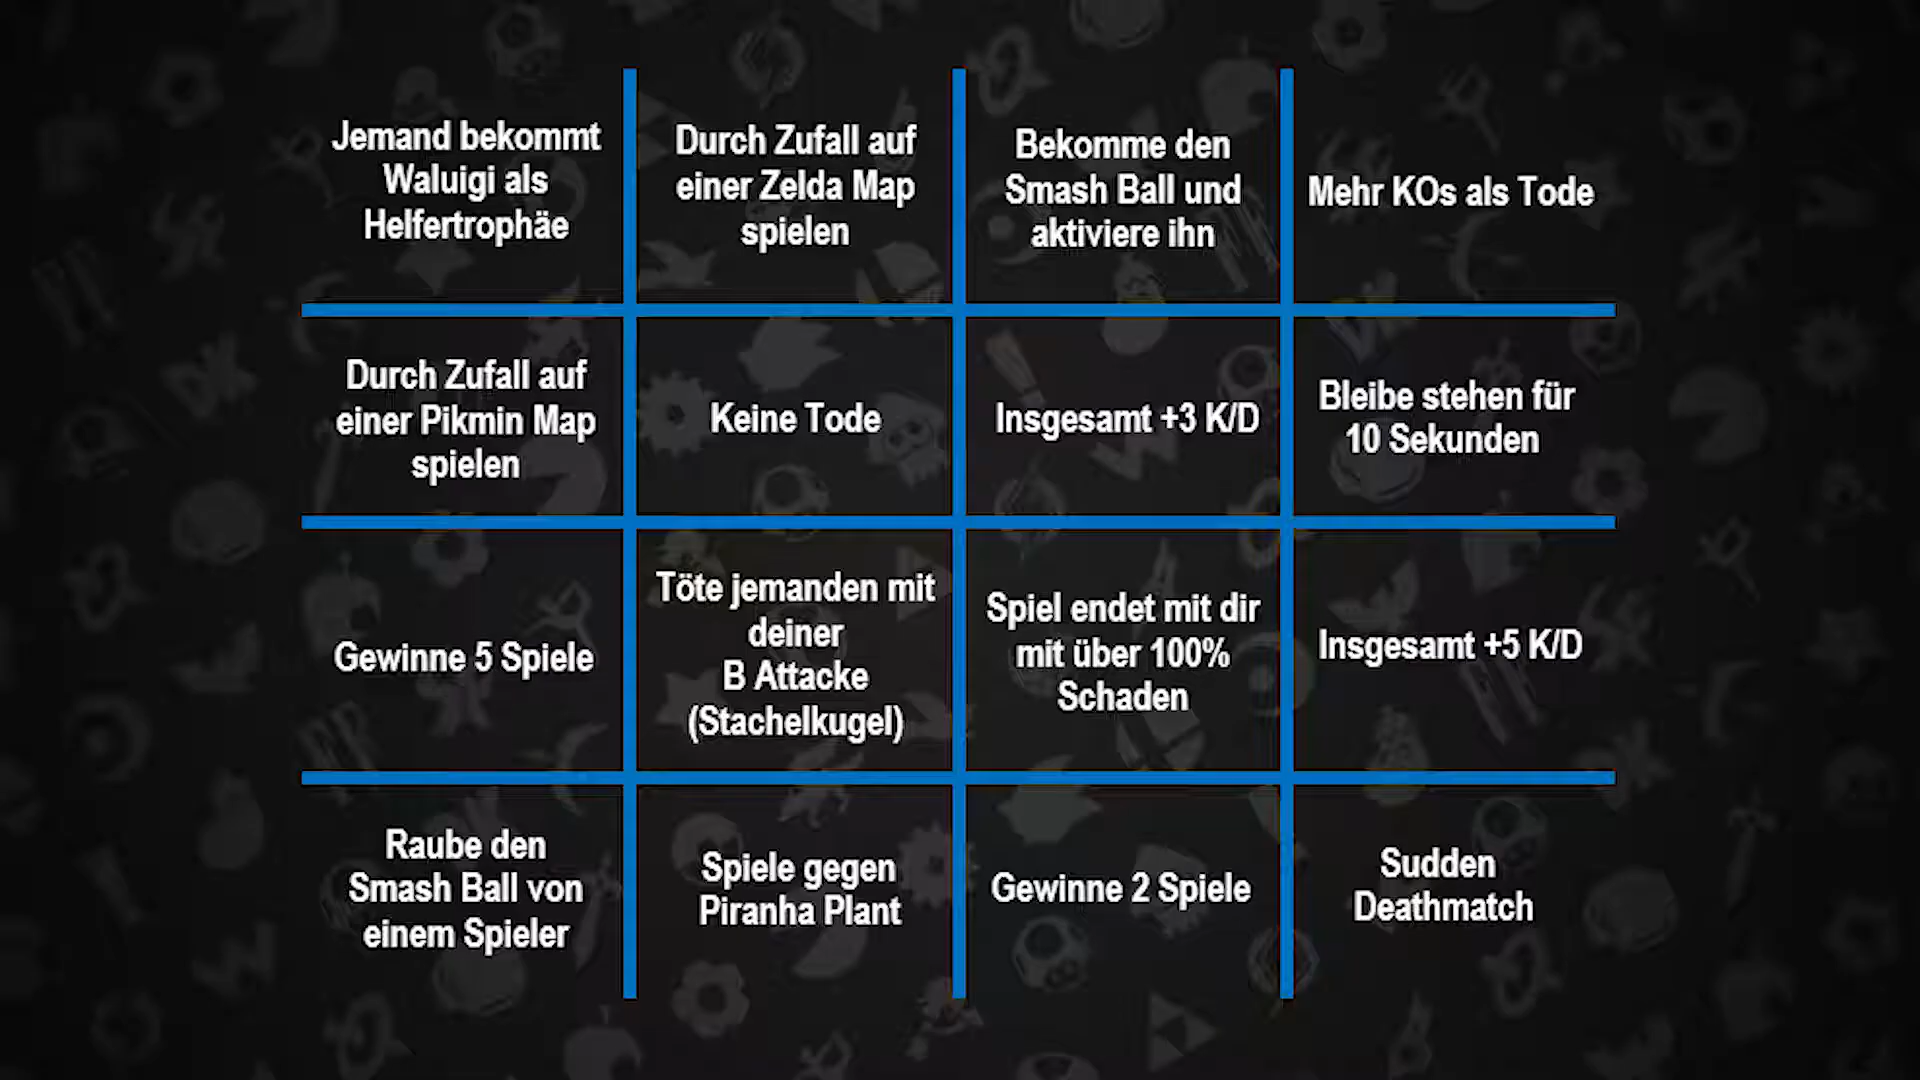 Jemand bekommt
Waluigi als
Helfertrophäe
Durch Zufall auf
einer Zelda Map
spielen
Bekomme den
Smash Ball und
aktiviere ihn
Mehr KOs als Tode
Durch Zufall auf
einer Pikmin Map
spielen
Keine Tode
Insgesamt +3 K/D
Bleibe stehen für
10 Sekunden
Gewinne 5 Spiele
Töte jemanden mit
deiner
B Attacke
(Stachelkugel)
Spiel endet mit dir
mit über 100%
Schaden
Insgesamt +5 K/D
Raube den
Smash Ball von
einem Spieler
Spiele gegen
Piranha Plant
Gewinne 2 Spiele
Sudden
Deathmatch